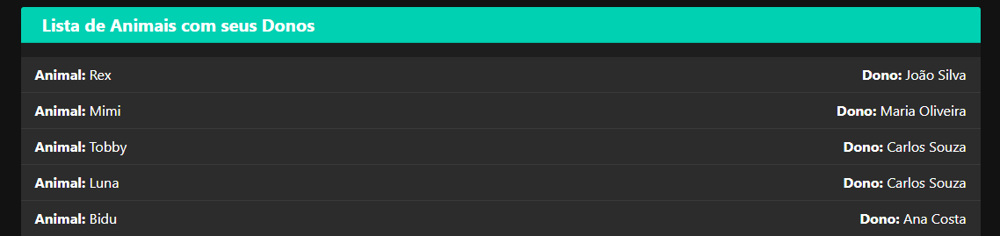 Lista de Animais com seus Donos
Animal: Rex Dono: João Silva
Animal: Mimi Dono: Maria Oliveira
Animal: Tobby Dono: Carlos Souza
Animal: Luna Dono: Carlos Souza
Animal: Bidu Dono: Ana Costa